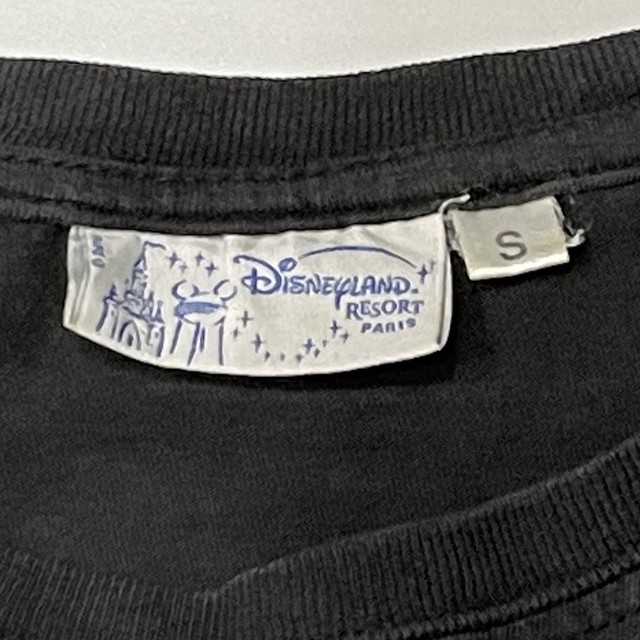 Disneyland
RESORT
PARIS
S